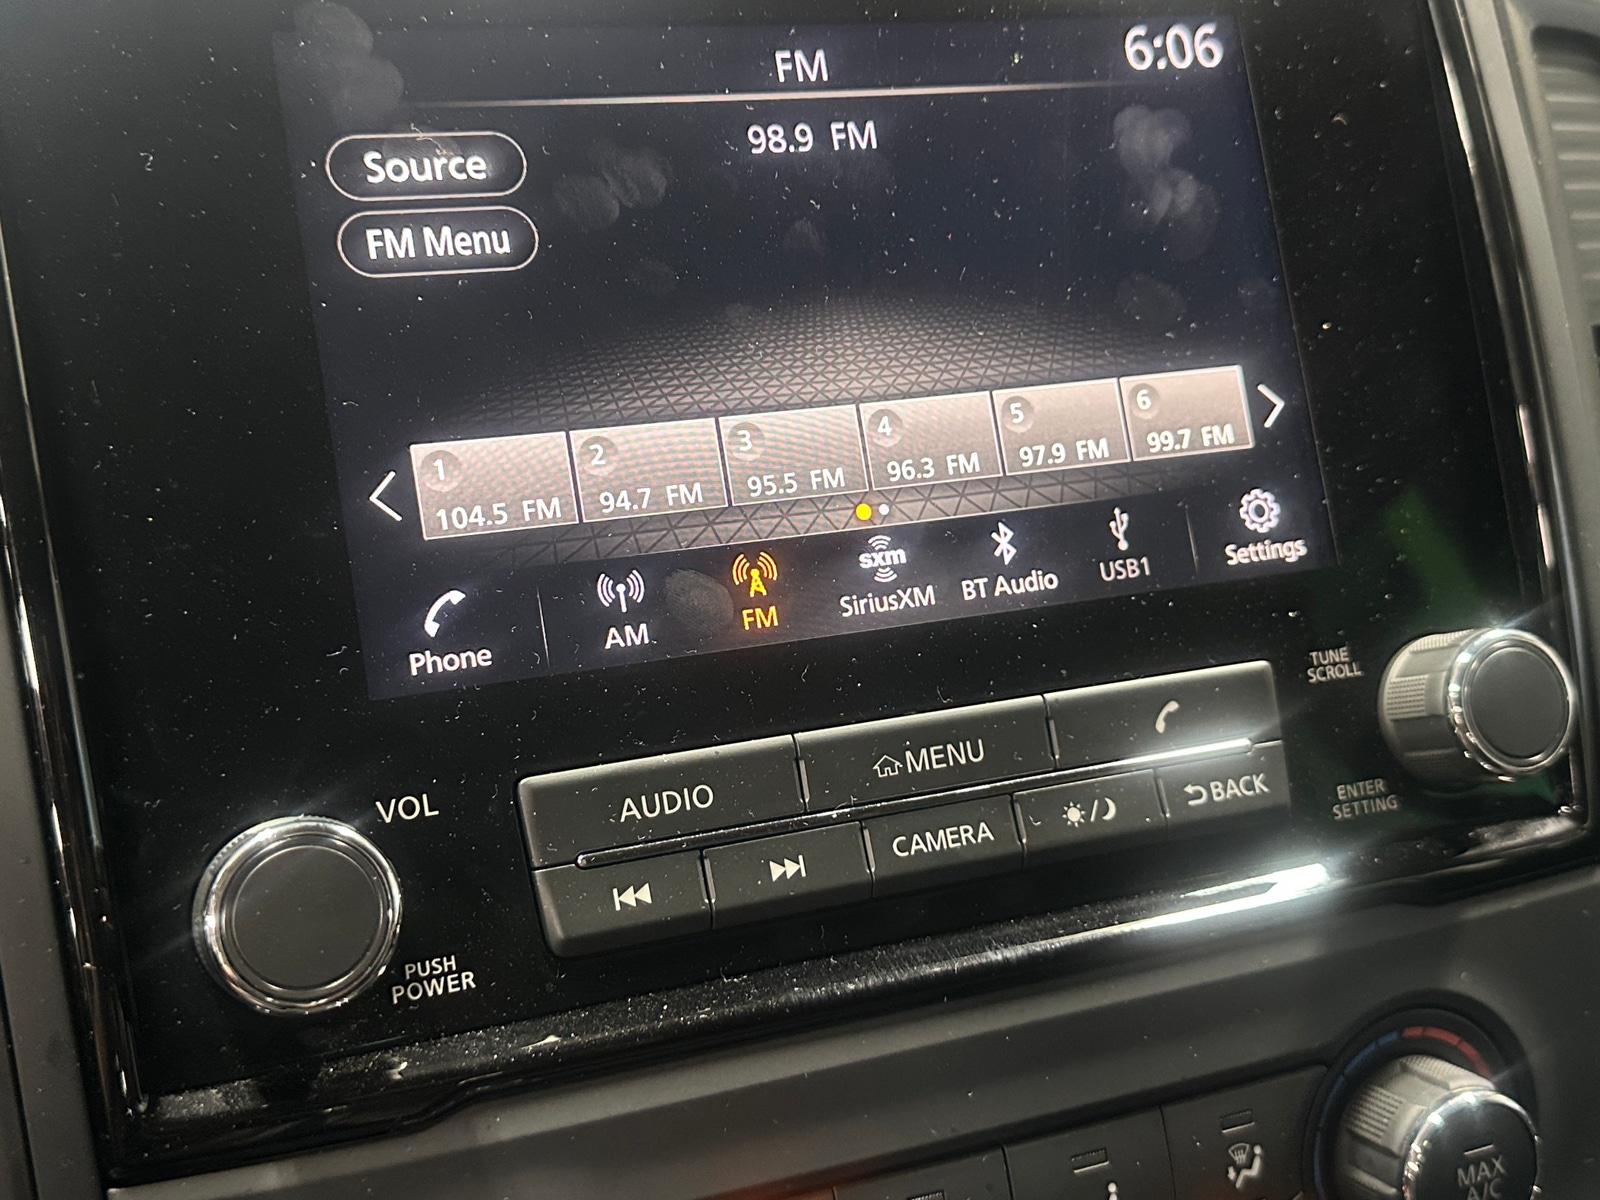 FM
6:06
98.9 FM
Source
FM Menu
1
104.5 FM
2
94.7 FM
3
95.5 FM
4
96.3 FM
5
97.9 FM
6
99.7 FM
Phone
AM
FM
sxm
SiriusXM
BT Audio
USB1
Settings
TUNE
SCROLL
VOL
AUDIO
MENU
CAMERA
BACK
ENTER
SETTING
PUSH
POWER
MAX